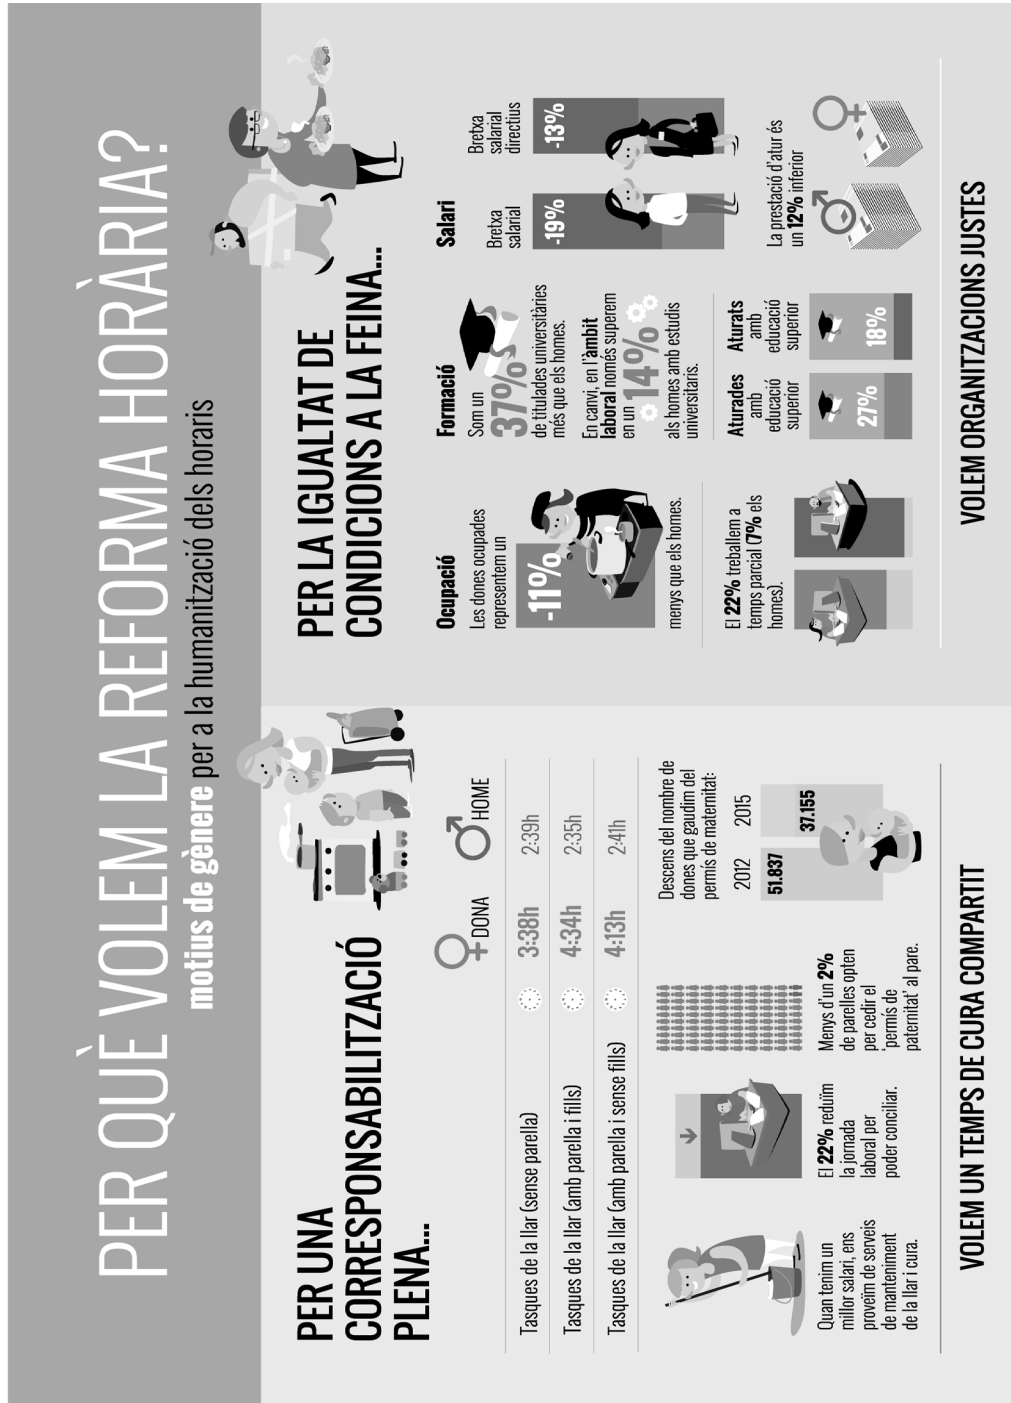 PER QUÈ VOLEM LA REFORMA HORÀRIA?
motius de gènere per a la humanització dels horaris
PER UNA
CORRESPONSABILITZACIÓ
PLENA...
DONA
HOME
Tasques de la llar (sense parella)
3:38h
2:39h
Tasques de la llar (amb parella i fills)
4:34h
2:35h
Tasques de la llar (amb parella i sense fills)
4:13h
2:41h
Quan tenim un
millor salari, ens
proveïm de serveis
de manteniment
de la llar i cura.
El 22% reduïm
la jornada
laboral per
poder conciliar.
Menys d'un 2%
de parelles opten
per cedir el
'permís de
paternitat' al pare.
Descens del nombre de
dones que gaudim del
permís de maternitat:
2012
2015
51.837
37.155
VOLEM UN TEMPS DE CURA COMPARTIT
PER LA IGUALTAT DE
CONDICIONS A LA FEINA...
Ocupació
Les dones ocupades
representem un
-11%
menys que els homes.
El 22% treballem a
temps parcial (7% els
homes).
Formació
Som un
37%
de titulades universitàries
més que els homes.
En canvi, en l'àmbit
laboral només superem
en un 14%
als homes amb estudis
universitaris.
Aturades
amb
educació
superior
27%
Aturats
amb
educació
superior
18%
Salari
Bretxa
salarial
-19%
Bretxa
salarial
directius
-13%
La prestació d'atur és
un 12% inferior
VOLEM ORGANITZACIONS JUSTES